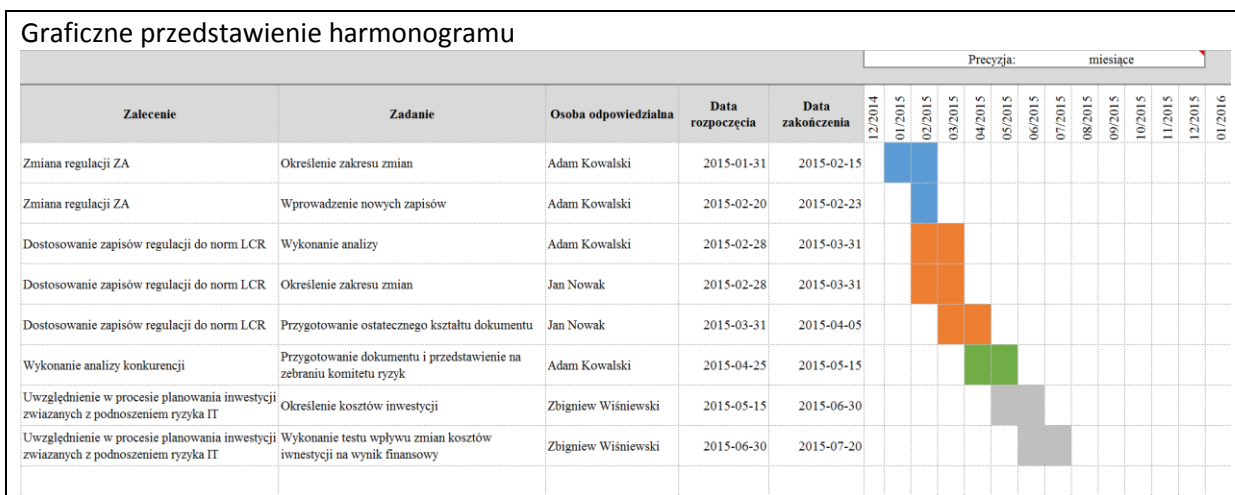 Graficzne przedstawienie harmonogramu
Precyzja: miesiące
Zalecenie Zadanie Osoba odpowiedzialna Data rozpoczęcia Data zakończenia 12/2014 01/2015 02/2015 03/2015 04/2015 05/2015 06/2015 07/2015 08/2015 09/2015 10/2015 11/2015 12/2015 01/2016
Zmiana regulacji ZA Określenie zakresu zmian Adam Kowalski 2015-01-31 2015-02-15
Zmiana regulacji ZA Wprowadzenie nowych zapisów Adam Kowalski 2015-02-20 2015-02-23
Dostosowanie zapisów regulacji do norm LCR Wykonanie analizy Adam Kowalski 2015-02-28 2015-03-31
Dostosowanie zapisów regulacji do norm LCR Określenie zakresu zmian Jan Nowak 2015-02-28 2015-03-31
Dostosowanie zapisów regulacji do norm LCR Przygotowanie ostatecznego kształtu dokumentu Jan Nowak 2015-03-31 2015-04-05
Wykonanie analizy konkurencji Przygotowanie dokumentu i przedstawienie na zebraniu komitetu ryzyk Adam Kowalski 2015-04-25 2015-05-15
Uwzględnienie w procesie planowania inwestycji zwiazanych z podnoszeniem ryzyka IT Określenie kosztów inwestycji Zbigniew Wiśniewski 2015-05-15 2015-06-30
Uwzględnienie w procesie planowania inwestycji zwiazanych z podnoszeniem ryzyka IT Wykonanie testu wpływu zmian kosztów iwnestycji na wynik finansowy Zbigniew Wiśniewski 2015-06-30 2015-07-20